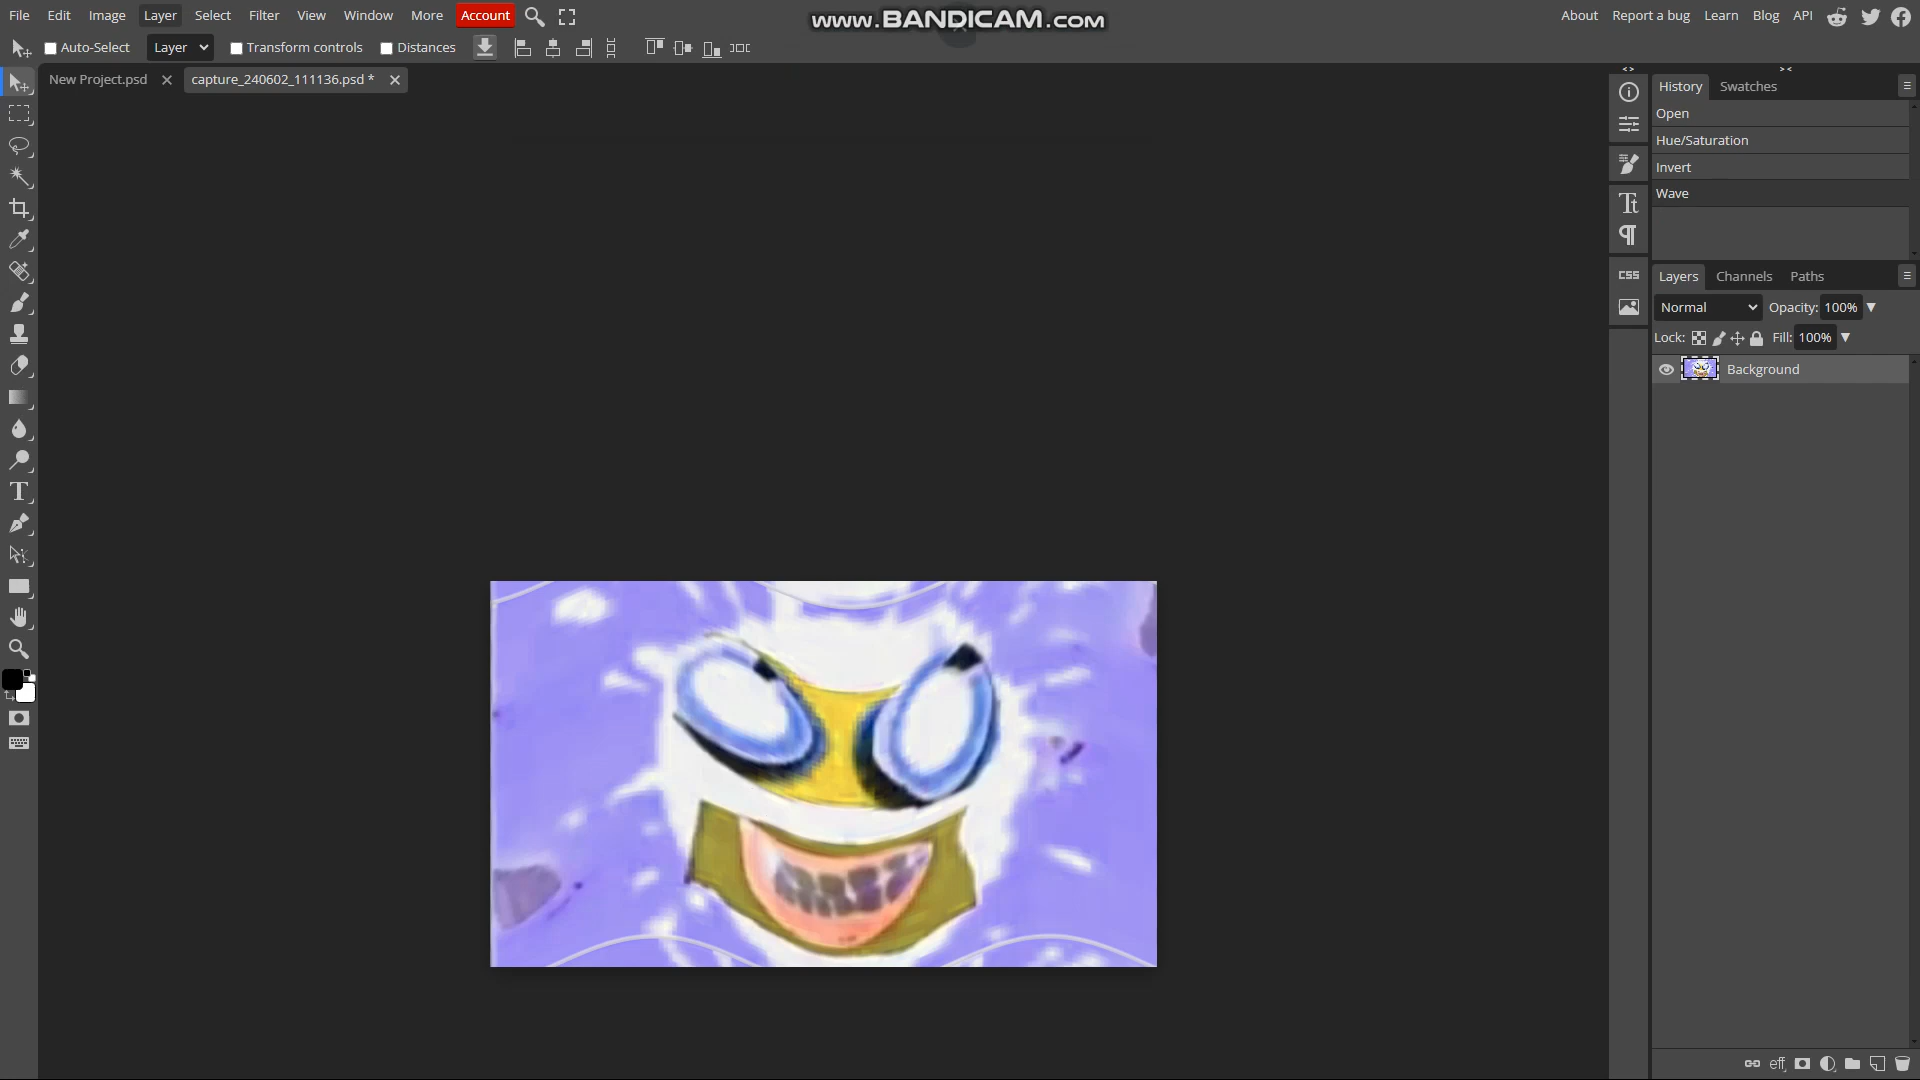 File Edit Image Layer Select Filter View Window More Account
www.BANDICAM.com
About Report a bug Learn Blog API
Auto-Select Layer Transform controls Distances
New Project.psd
capture_240602_111136.psd *
History Swatches
Open
Hue/Saturation
Invert
Wave
CSS
Layers Channels Paths
Normal Opacity: 100%
Lock: Fill: 100%
Background
eff